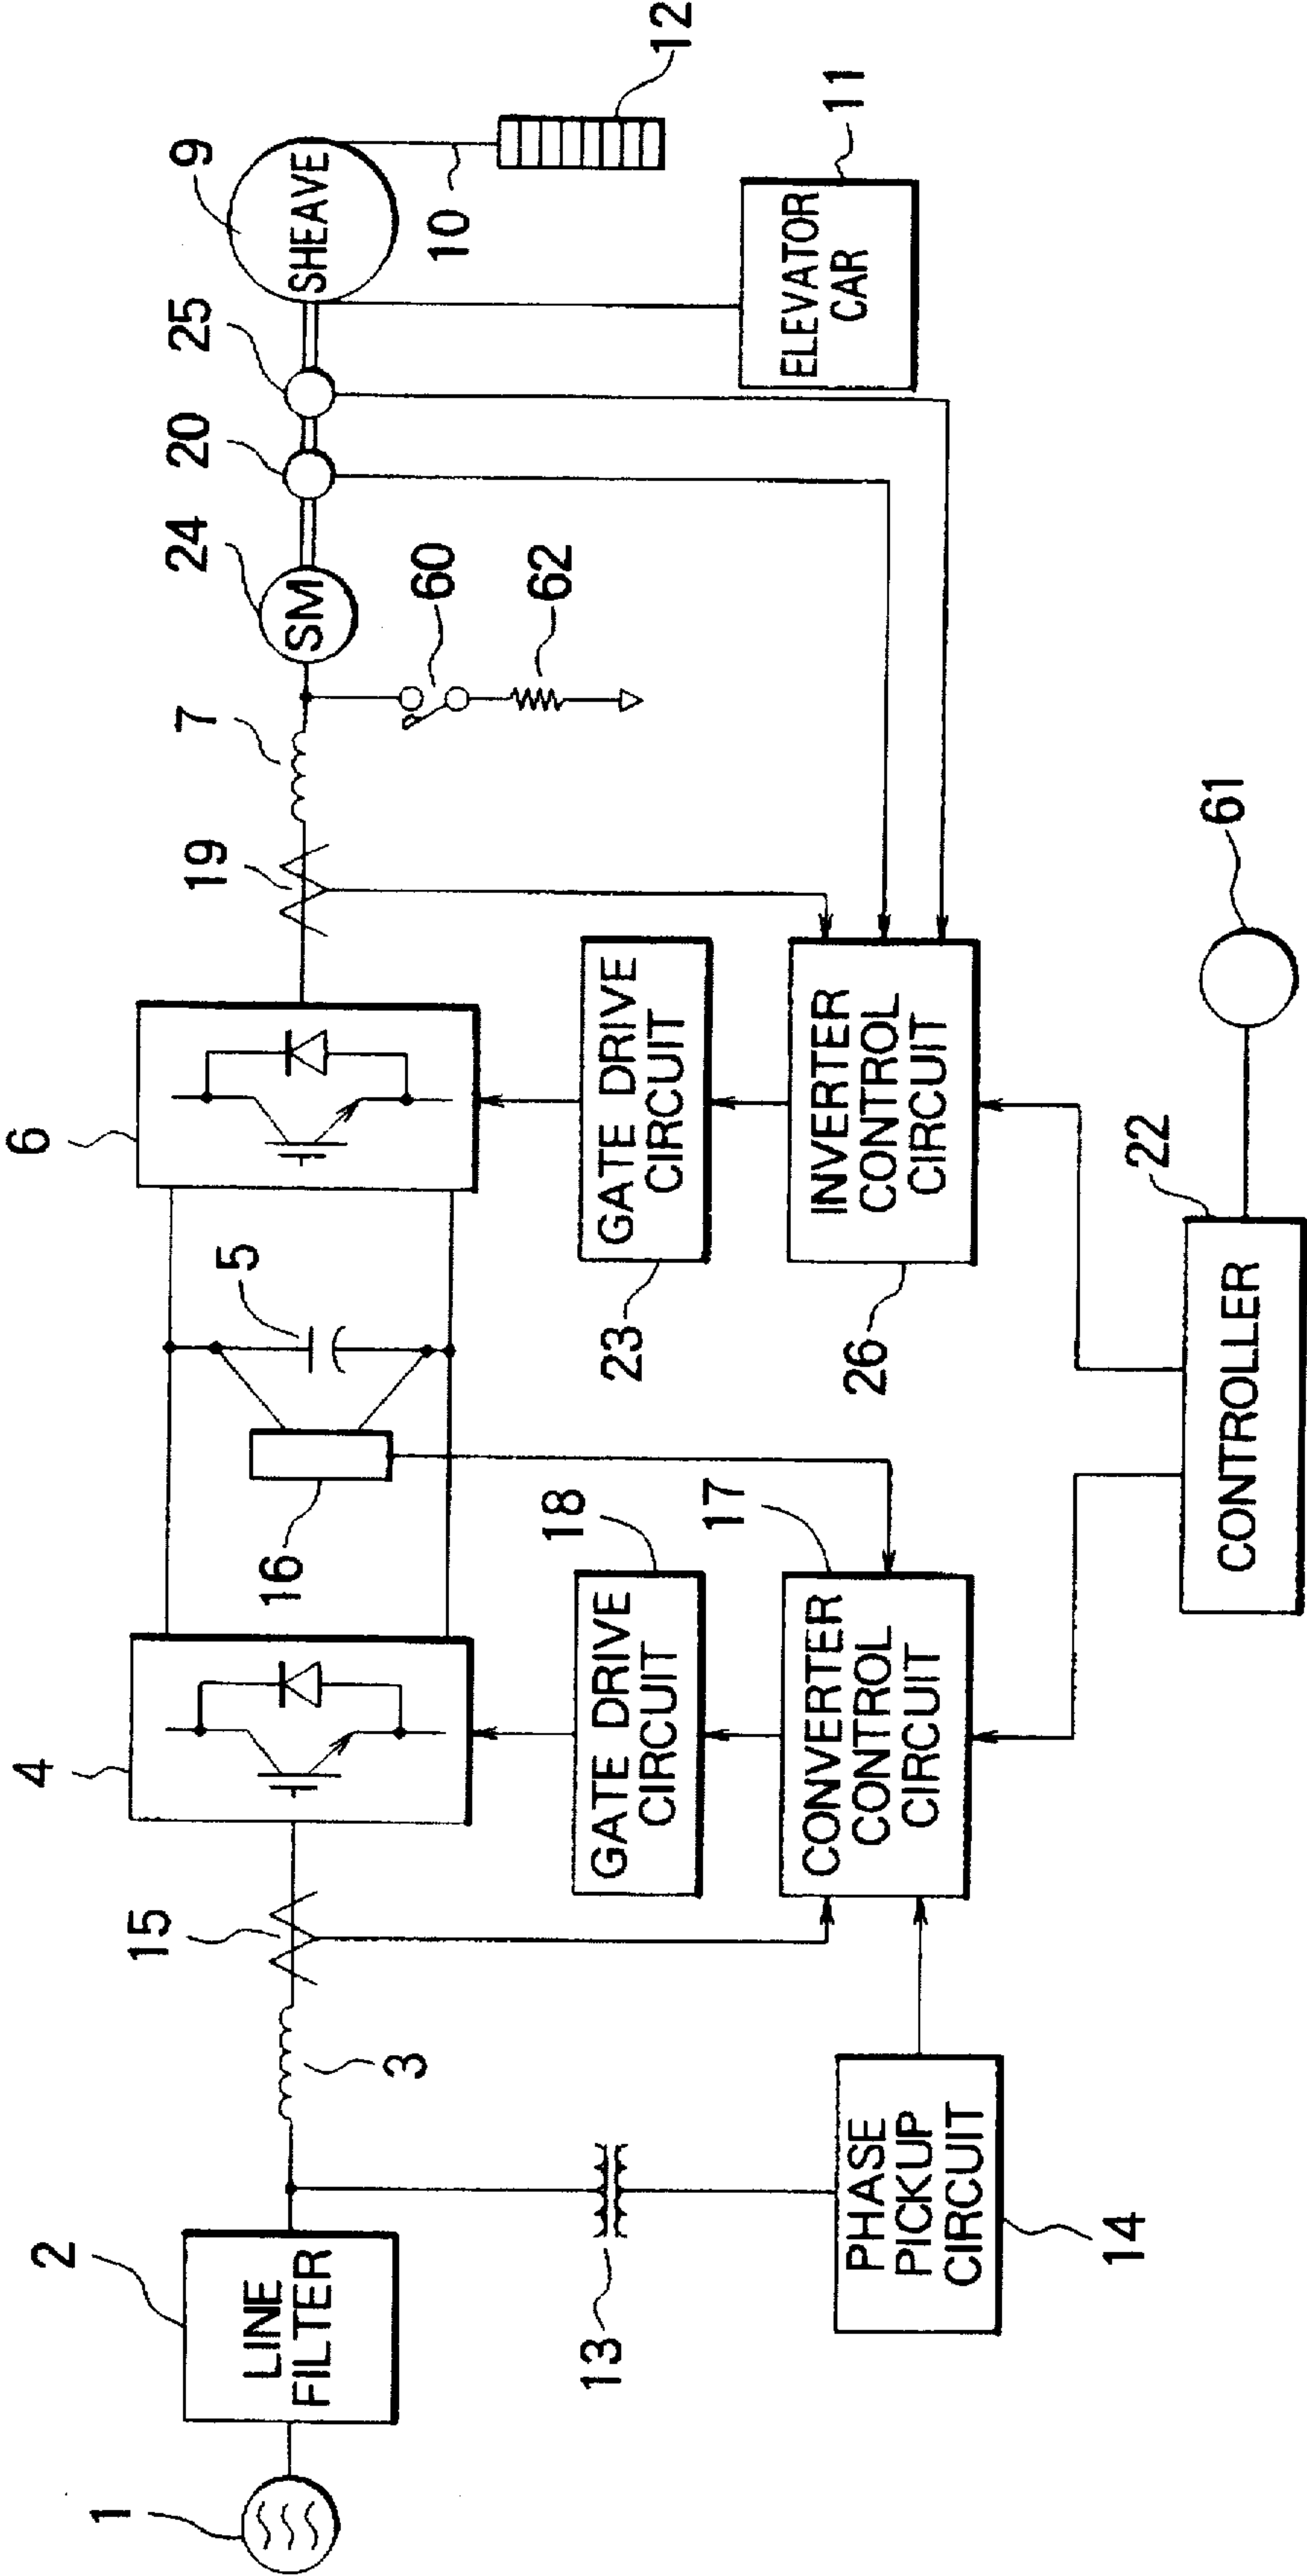 1
2
LINE
FILTER
3
13
PHASE
PICKUP
CIRCUIT
14
15
4
GATE DRIVE
CIRCUIT
18
CONVERTER
CONTROL
CIRCUIT
17
16
5
6
GATE DRIVE
CIRCUIT
23
INVERTER
CONTROL
CIRCUIT
26
CONTROLLER
22
61
19
7
60
62
SM
24
20
25
SHEAVE
9
10
12
ELEVATOR
CAR
11